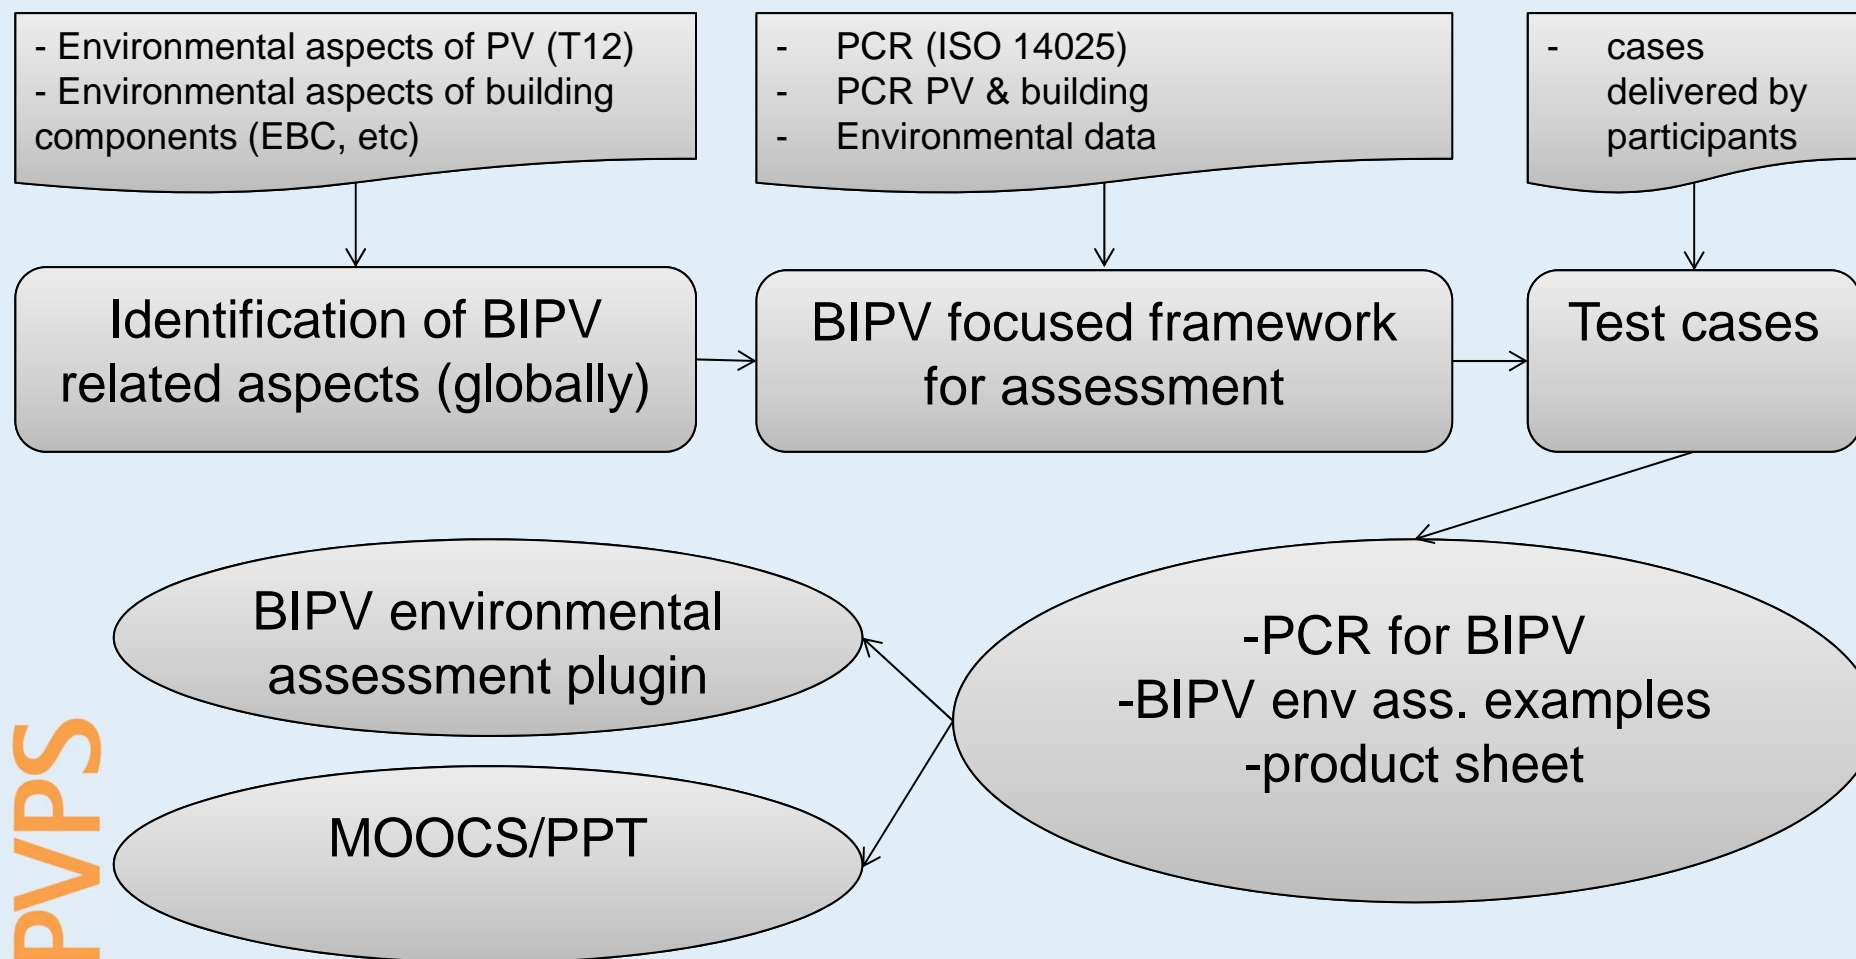 - Environmental aspects of PV (T12)
- Environmental aspects of building
components (EBC, etc)
- PCR (ISO 14025)
- PCR PV & building
- Environmental data
- cases
delivered by
participants
Identification of BIPV
related aspects (globally)
BIPV focused framework
for assessment
Test cases
BIPV environmental
assessment plugin
-PCR for BIPV
-BIPV env ass. examples
-product sheet
MOOCS/PPT
PVPS